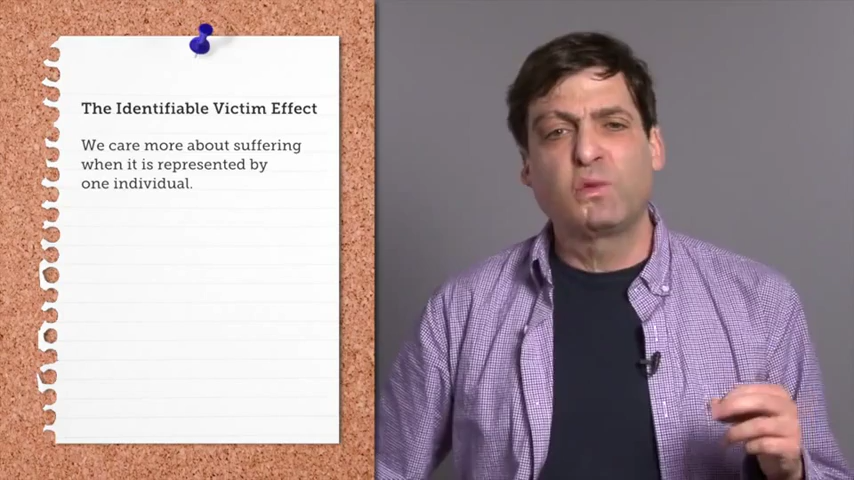 The Identifiable Victim Effect
We care more about suffering
when it is represented by
one individual.